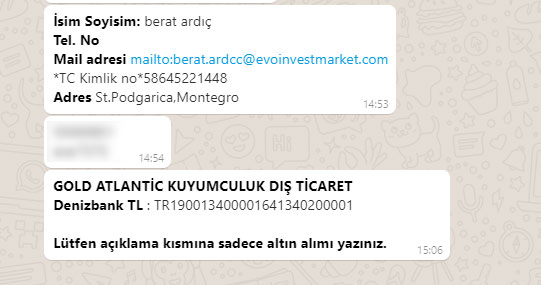 İsim Soyisim: berat ardıç
Tel. No
Mail adresi mailto:berat.ardcc@evoinvestmarket.com
*TC Kimlik no*58645221448
Adres St.Podgarica,Montegro
14:53
14:54
GOLD ATLANTİC KUYUMCULUK DIŞ TİCARET
Denizbank TL : TR190013400001641340200001
Lütfen açıklama kısmına sadece altın alımı yazınız.
15:06